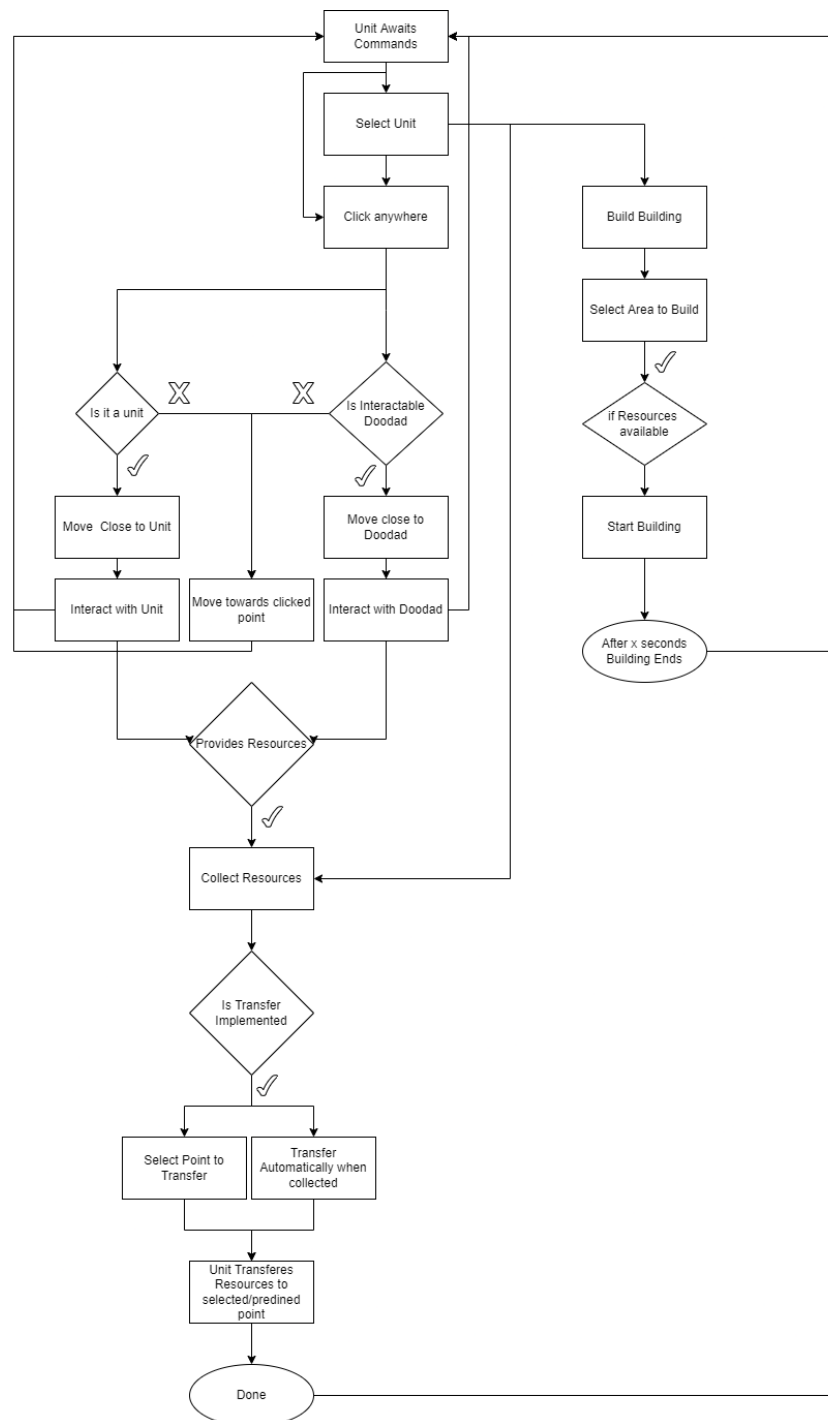 Unit Awaits
Commands
Select Unit
Click anywhere
Build Building
Select Area to Build
Is it a unit
X
X
Is Interactable
Doodad
if Resources
available
Move Close to Unit
Move close to
Doodad
Start Building
Interact with Unit
Move towards clicked
point
Interact with Doodad
After x seconds
Building Ends
Provides Resources
Collect Resources
Is Transfer
Implemented
Select Point to
Transfer
Transfer
Automatically when
collected
Unit Transferes
Resources to
selected/predined
point
Done